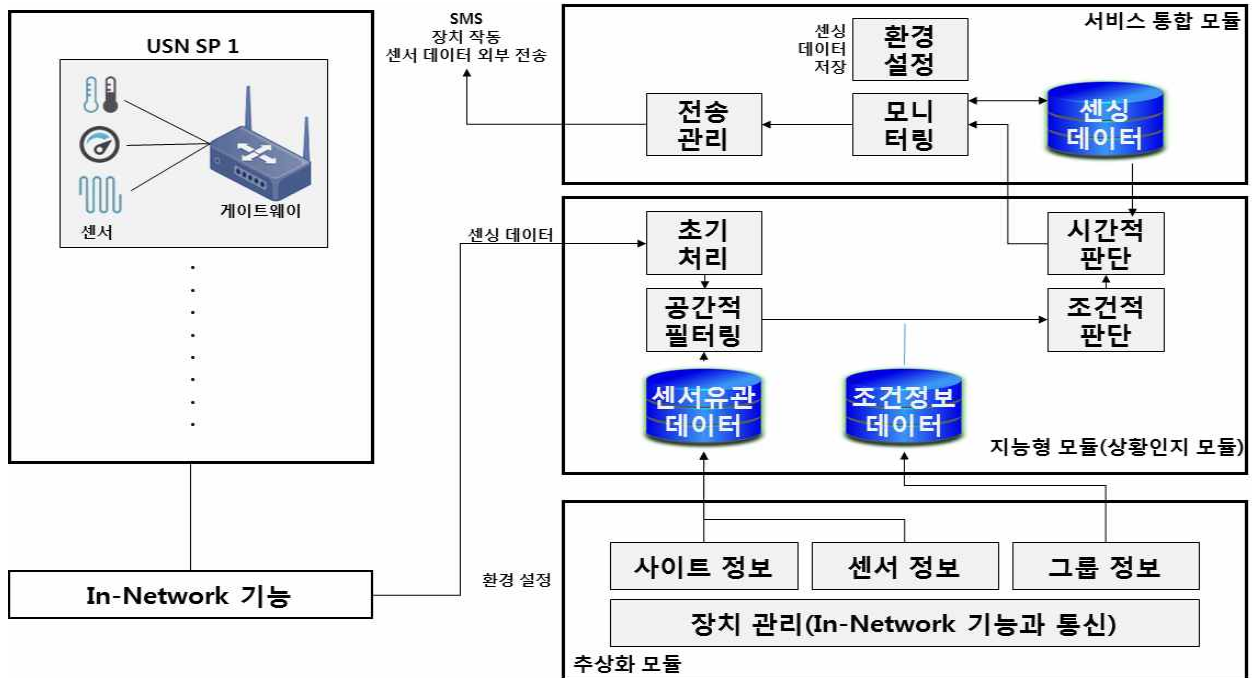 USN SP 1
센서
게이트웨이
In-Network 기능
SMS
장치 작동
센서 데이터 외부 전송
서비스 통합 모듈
센싱
데이터
저장
환경
설정
전송
관리
모니
터링
센싱
데이터
센싱 데이터
초기
처리
시간적
판단
공간적
필터링
조건적
판단
센서유관
데이터
조건정보
데이터
지능형 모듈(상황인지 모듈)
환경 설정
사이트 정보
센서 정보
그룹 정보
장치 관리(In-Network 기능과 통신)
추상화 모듈